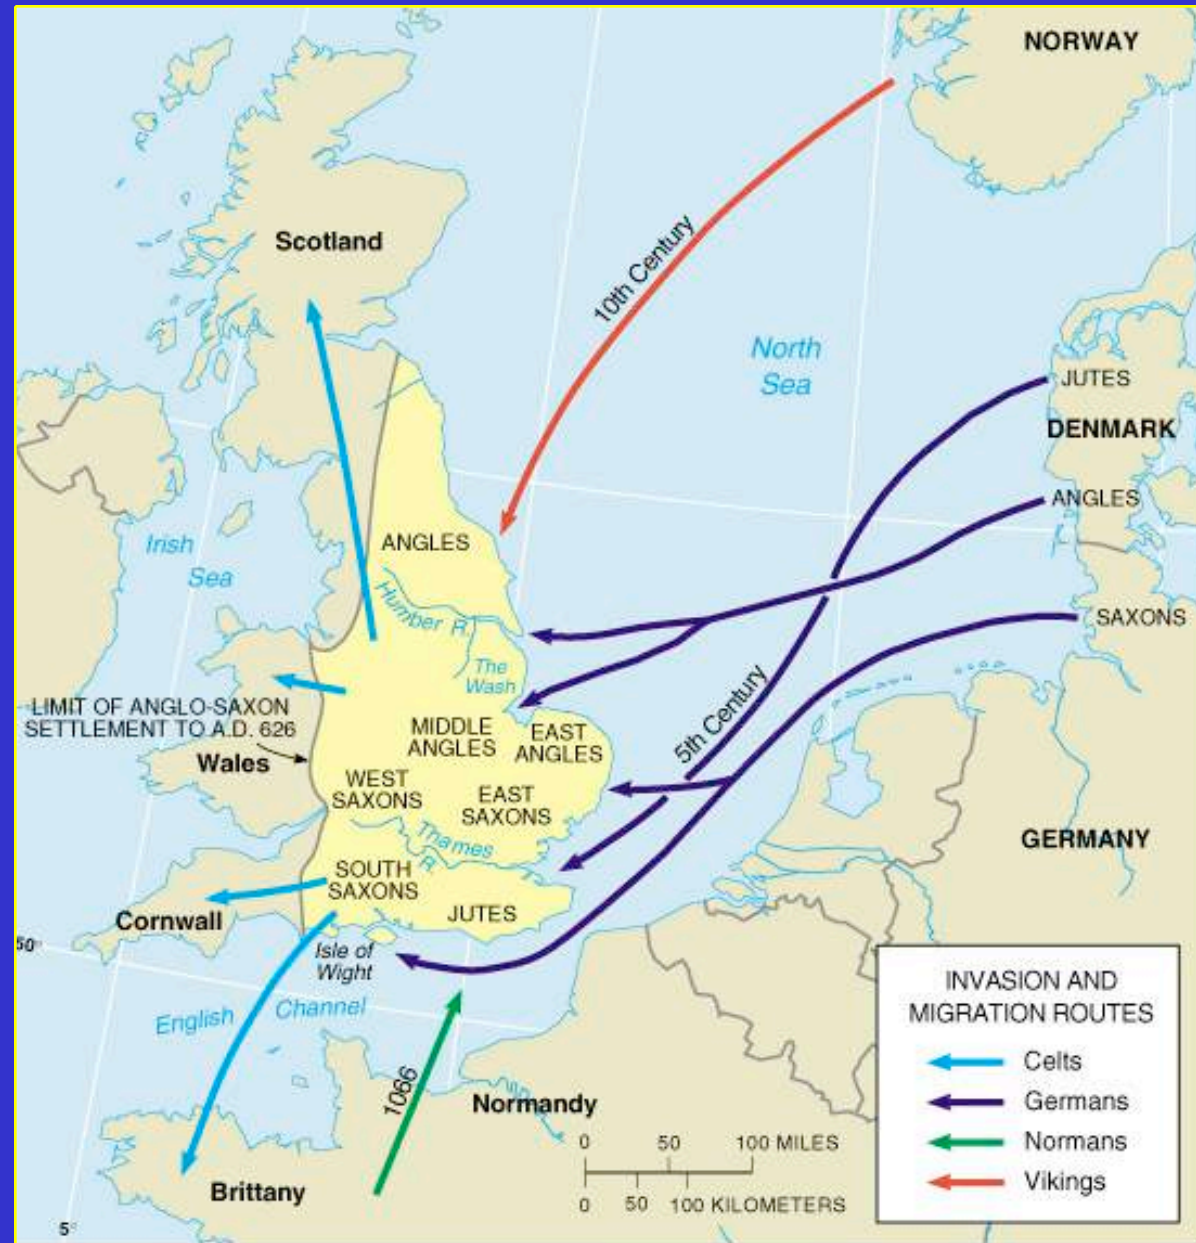 NORWAY
Scotland
10th Century
North
Sea
JUTES
DENMARK
ANGLES
ANGLES
Irish
Sea
Humber R.
SAXONS
The
Wash
5th Century
LIMIT OF ANGLO-SAXON
SETTLEMENT TO A.D. 626
Wales
MIDDLE
ANGLES
EAST
ANGLES
WEST
SAXONS
EAST
SAXONS
Thames
R.
GERMANY
SOUTH
SAXONS
JUTES
Cornwall
50°
Isle of
Wight
English Channel
1066
Normandy
Brittany
5°
0 50 100 MILES
0 50 100 KILOMETERS
INVASION AND
MIGRATION ROUTES
Celts
Germans
Normans
Vikings